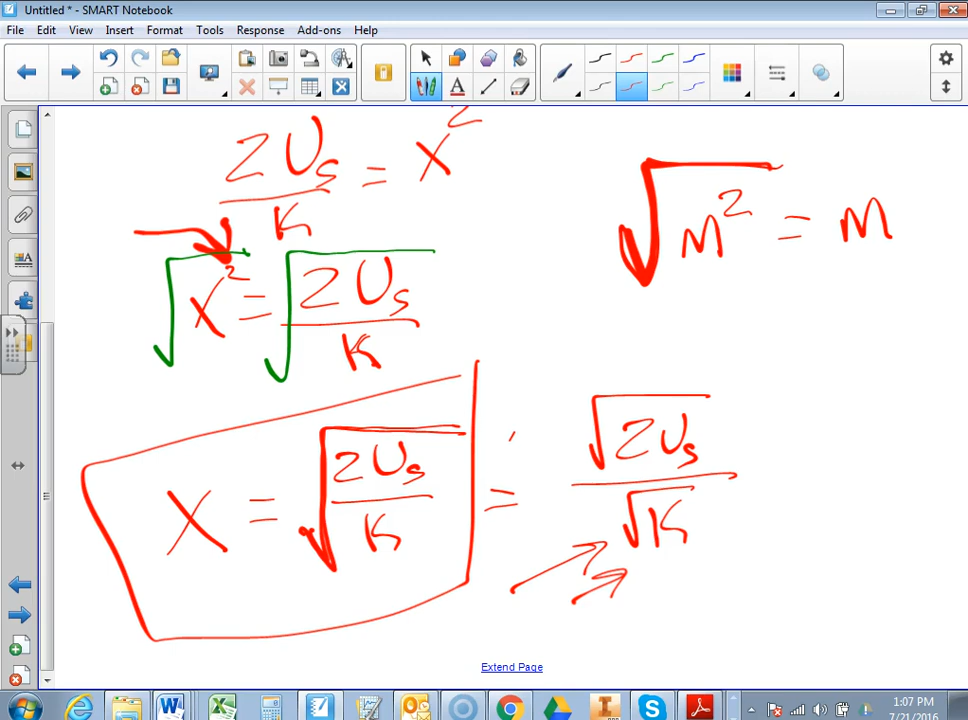 Untitled * - SMART Notebook
File Edit View Insert Format Tools Response Add-ons Help
2Us/K = x²
√m² = m
√x² = √2Us/K
x = √2Us/K = √2Us/√K
Extend Page
1:07 PM
7/21/2016